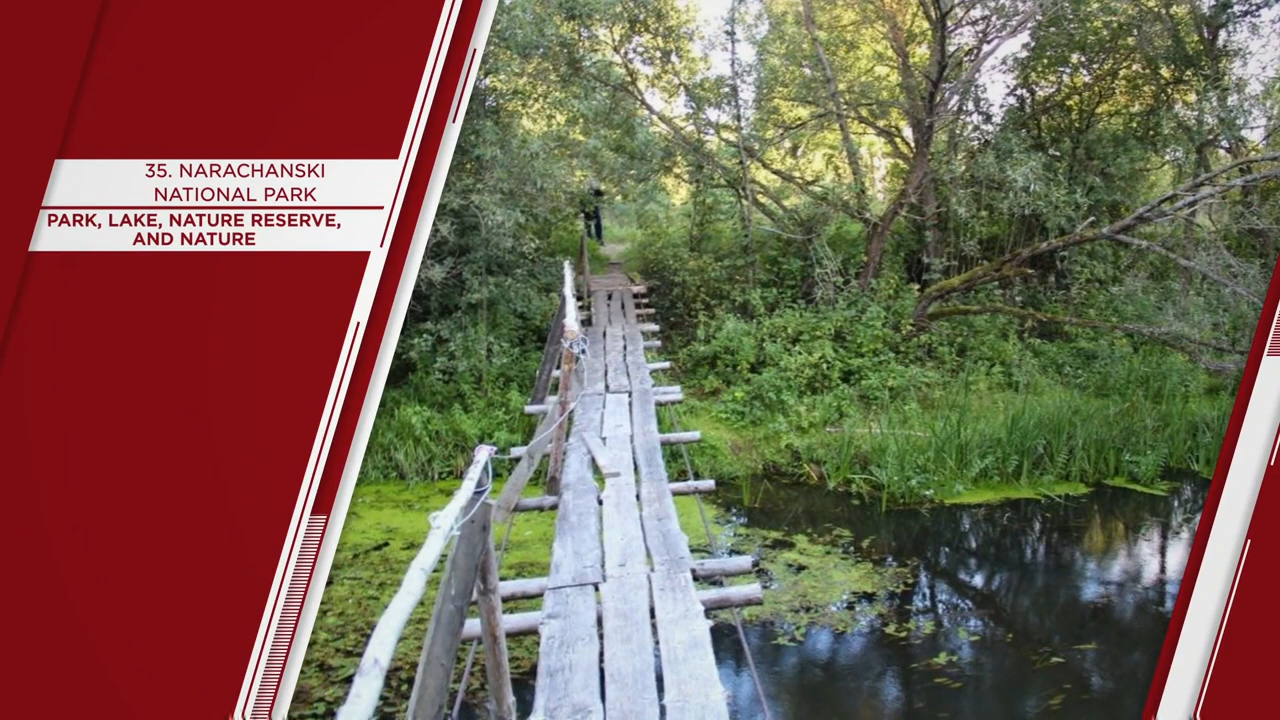 35. NARACHANSKI
NATIONAL PARK
PARK, LAKE, NATURE RESERVE,
AND NATURE